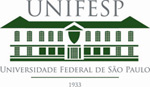 UNIFESP
UNIVERSIDADE FEDERAL DE SÃO PAULO
1933